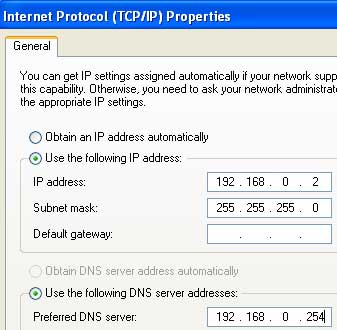 Internet Protocol (TCP/IP) Properties
General
You can get IP settings assigned automatically if your network supp
this capability. Otherwise, you need to ask your network administrat
the appropriate IP settings.
Obtain an IP address automatically
Use the following IP address:
IP address: 192 . 168 . 0 . 2
Subnet mask: 255 . 255 . 255 . 0
Default gateway: . . .
Obtain DNS server address automatically
Use the following DNS server addresses:
Preferred DNS server: 192 . 168 . 0 . 254